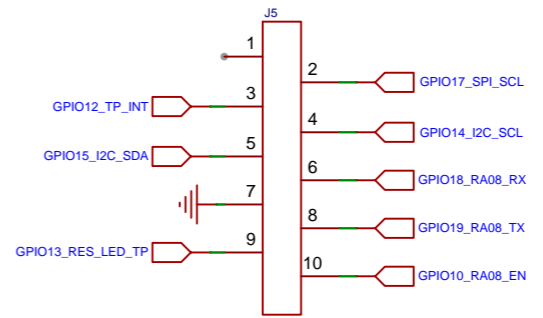 J5
1
2
GPIO17_SPI_SCL
GPIO12_TP_INT
3
4
GPIO14_I2C_SCL
GPIO15_I2C_SDA
5
6
GPIO18_RA08_RX
7
8
GPIO19_RA08_TX
GPIO13_RES_LED_TP
9
10
GPIO10_RA08_EN